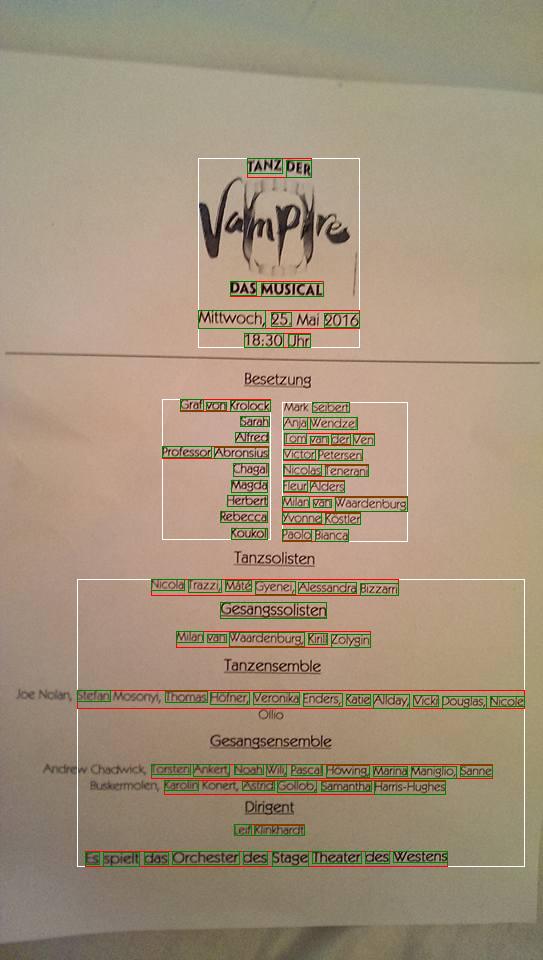 TANZ DER
Vampire
DAS MUSICAL
Mittwoch, 25. Mai 2016
18:30 Uhr
Besetzung
Graf von Krolock Mark Seibert
Sarah Anja Wendzel
Alfred Tom van der Ven
Professor Abronsius Victor Petersen
Chagal Nicolas Tenerani
Magda Fleur Alders
Herbert Milan van Waardenburg
Rebecca Yvonne Köstler
Koukol Paolo Bianca
Tanzsolisten
Nicola Trazzi, Máté Gyenei, Alessandra Bizzarri
Gesangssolisten
Milan van Waardenburg, Kirill Zolygin
Tanzensemble
Joe Nolan, Stefan Mosonyi, Thomas Höfner, Veronika Enders, Katie Allday, Vicki Douglas, Nicole
Ollio
Gesangsensemble
Andrew Chadwick, Torsten Ankert, Noah Wili, Pascal Höwing, Marina Maniglio, Sanne
Buskermolen, Karolin Konert, Astrid Gollob, Samantha Harris-Hughes
Dirigent
Leif Klinkhardt
Es spielt das Orchester des Stage Theater des Westens